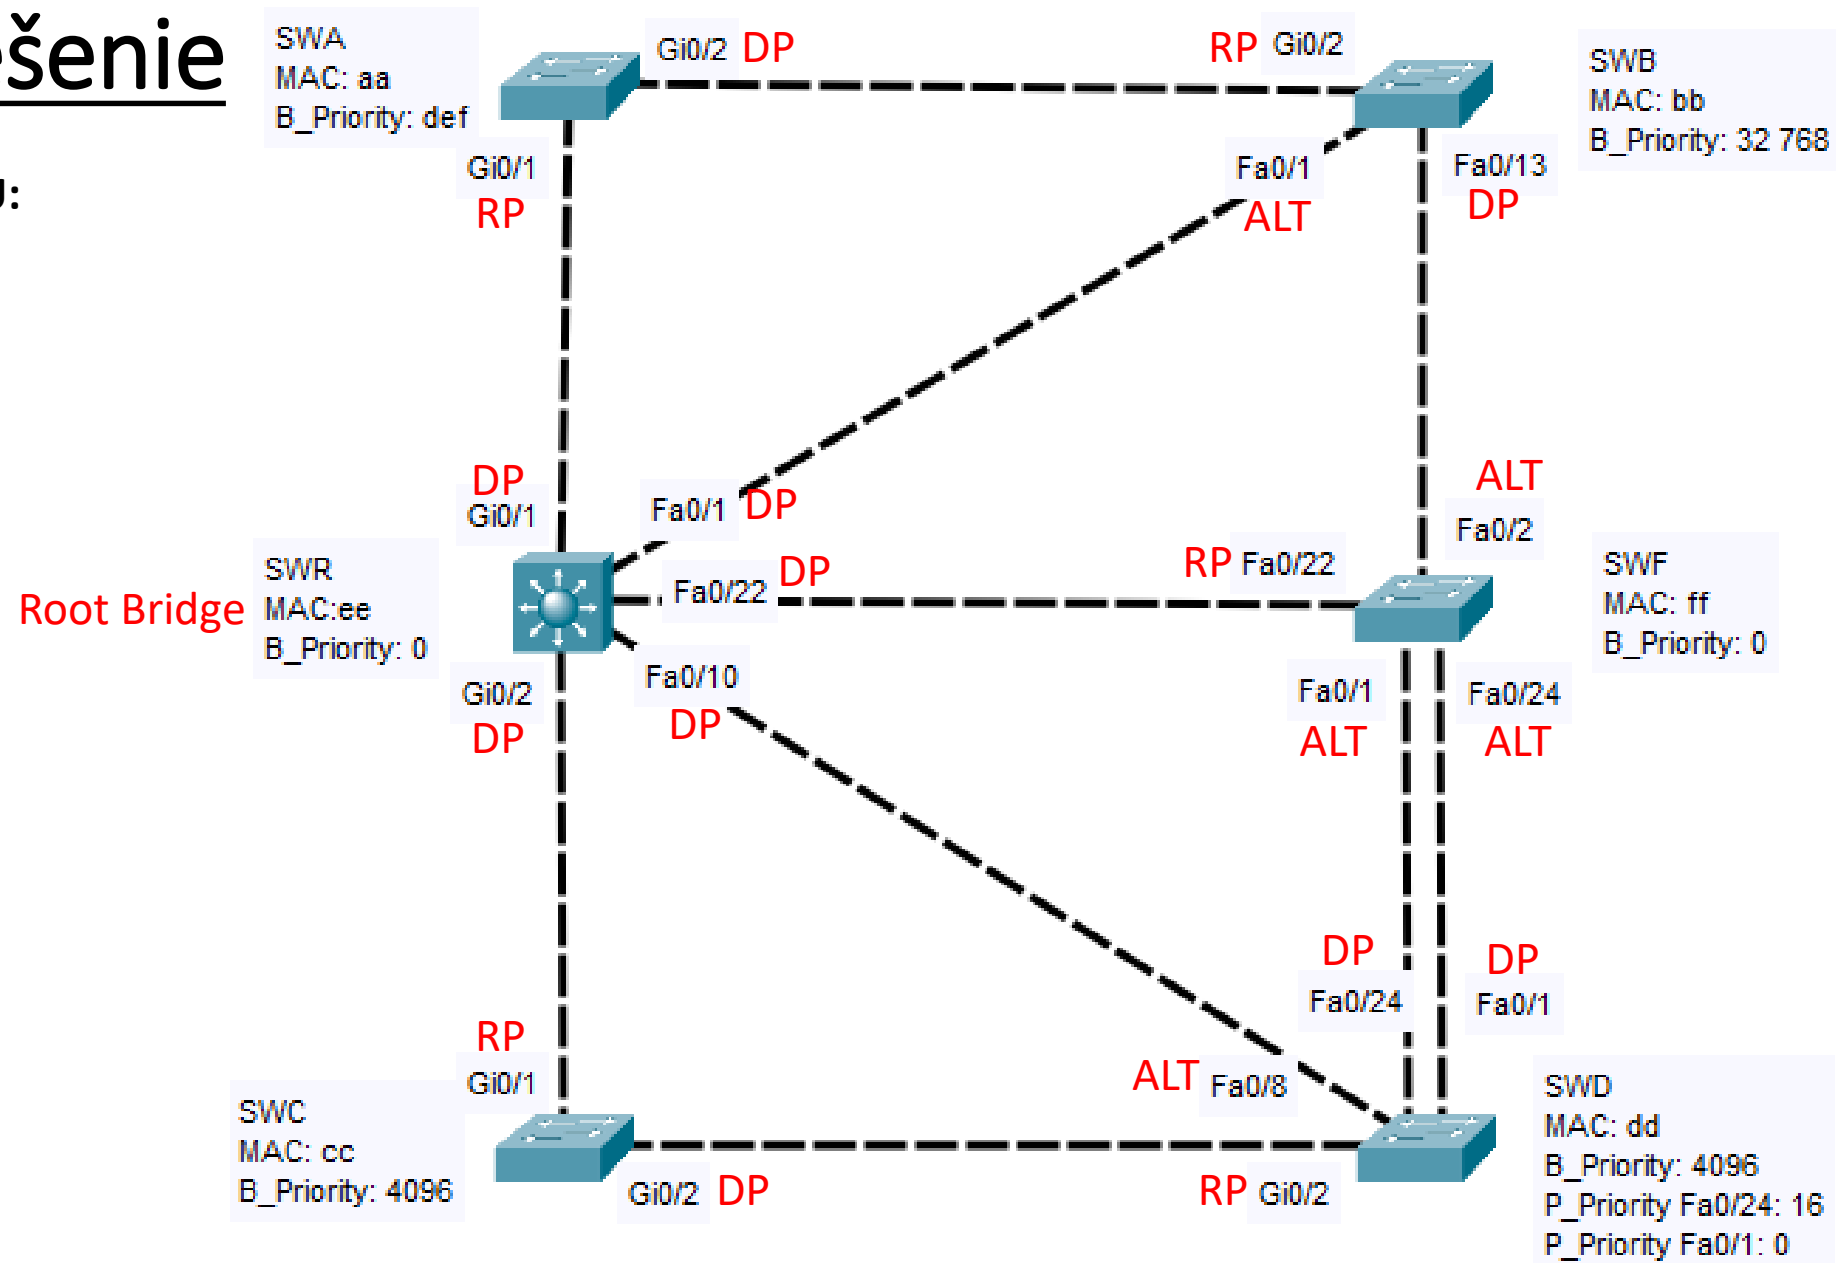 ešenie
SWA
MAC: aa
B_Priority: def
Gi0/2 DP
RP Gi0/2
SWB
MAC: bb
B_Priority: 32 768
Gi0/1
RP
Fa0/1
ALT
Fa0/13
DP
:
DP
Gi0/1
Fa0/1 DP
ALT
Fa0/2
Root Bridge
SWR
MAC:ee
B_Priority: 0
Fa0/22 DP
RP Fa0/22
SWF
MAC: ff
B_Priority: 0
Gi0/2
DP
Fa0/10
DP
Fa0/1
ALT
Fa0/24
ALT
DP
Fa0/24
DP
Fa0/1
RP
Gi0/1
ALT Fa0/8
SWC
MAC: cc
B_Priority: 4096
Gi0/2 DP
RP Gi0/2
SWD
MAC: dd
B_Priority: 4096
P_Priority Fa0/24: 16
P_Priority Fa0/1: 0